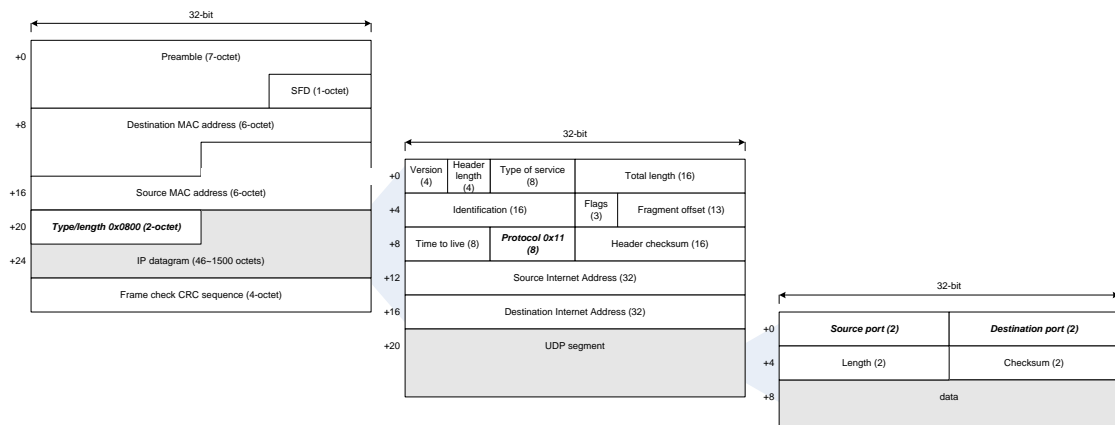 32-bit
+0
Preamble (7-octet)
SFD (1-octet)
+8
Destination MAC address (6-octet)
+16
Source MAC address (6-octet)
+20
Type/length 0x0800 (2-octet)
+24
IP datagram (46~1500 octets)
Frame check CRC sequence (4-octet)
32-bit
+0
Version
(4)
Header
length
(4)
Type of service
(8)
Total length (16)
+4
Identification (16)
Flags
(3)
Fragment offset (13)
+8
Time to live (8)
Protocol 0x11
(8)
Header checksum (16)
+12
Source Internet Address (32)
+16
Destination Internet Address (32)
+20
UDP segment
32-bit
+0
Source port (2)
Destination port (2)
+4
Length (2)
Checksum (2)
+8
data